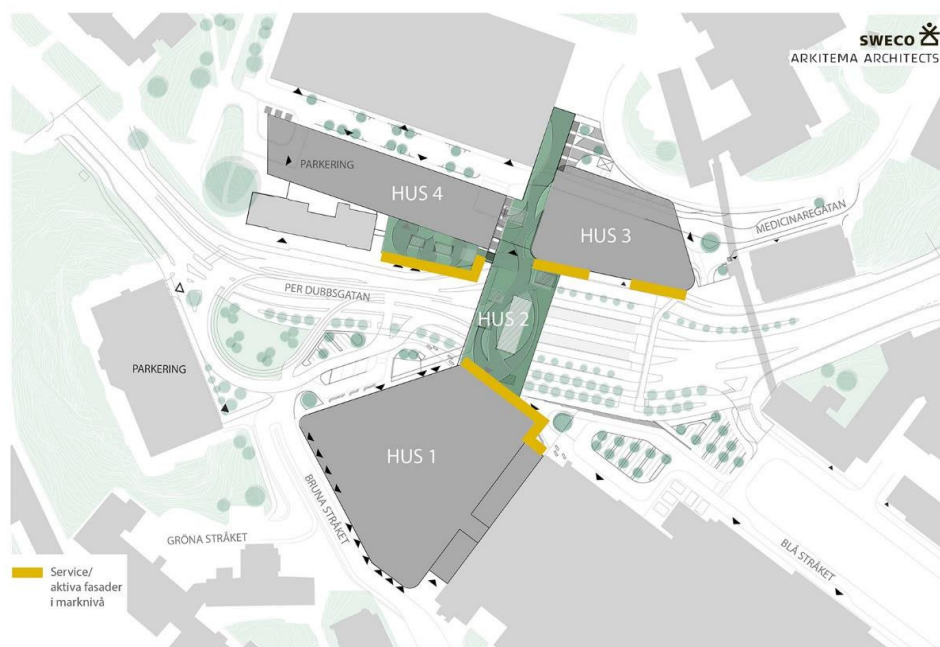 SWECO
ARKITEMA ARCHITECTS
PARKERING
HUS 4
HUS 3
MEDICINAREGATAN
PER DUBBSGATAN
HUS 2
PARKERING
HUS 1
BRUNA STRÅKET
GRÖNA STRÅKET
BLÅ STRÅKET
Service/
aktiva fasader
i marknivå